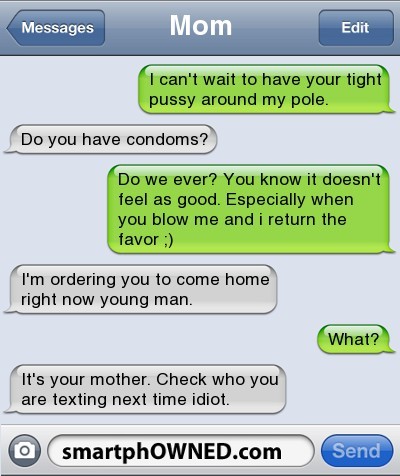 Messages
Mom
Edit
I can't wait to have your tight
pussy around my pole.
Do you have condoms?
Do we ever? You know it doesn't
feel as good. Especially when
you blow me and i return the
favor ;)
I'm ordering you to come home
right now young man.
What?
It's your mother. Check who you
are texting next time idiot.
smartphOWNED.com
Send